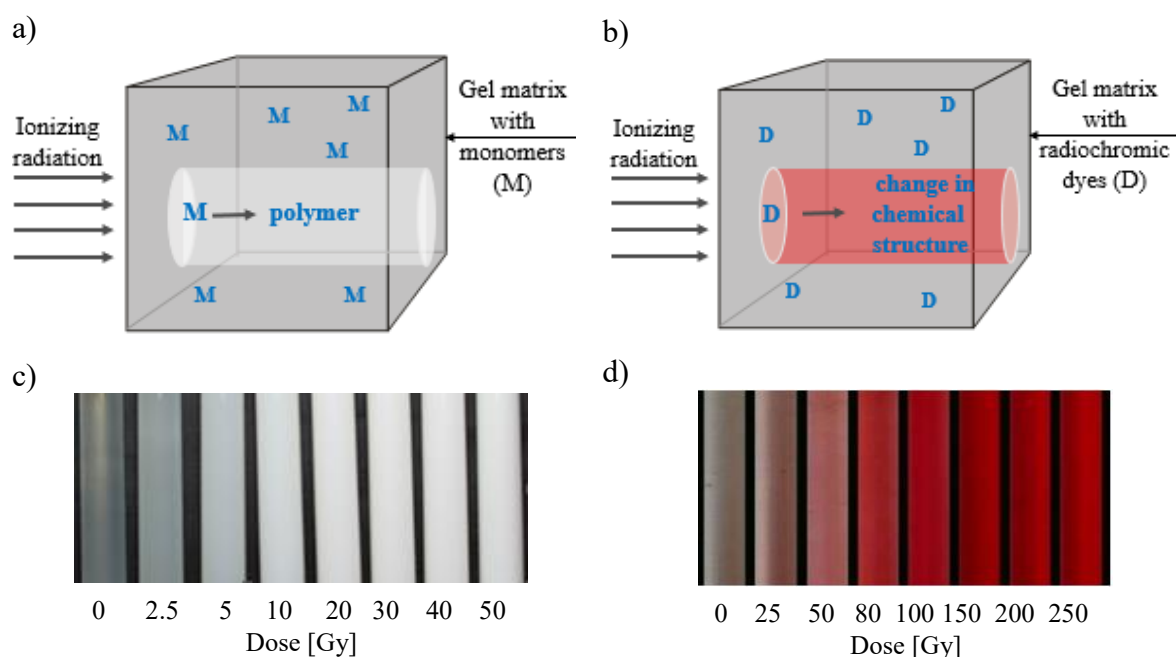 a)
Ionizing
radiation
M
M
M
M
M
polymer
M
M
Gel matrix
with
monomers
(M)
b)
Ionizing
radiation
D
D
D
D
D
change in
chemical
structure
D
D
Gel matrix
with
radiochromic
dyes (D)
c)
0 2.5 5 10 20 30 40 50
Dose [Gy]
d)
0 25 50 80 100 150 200 250
Dose [Gy]